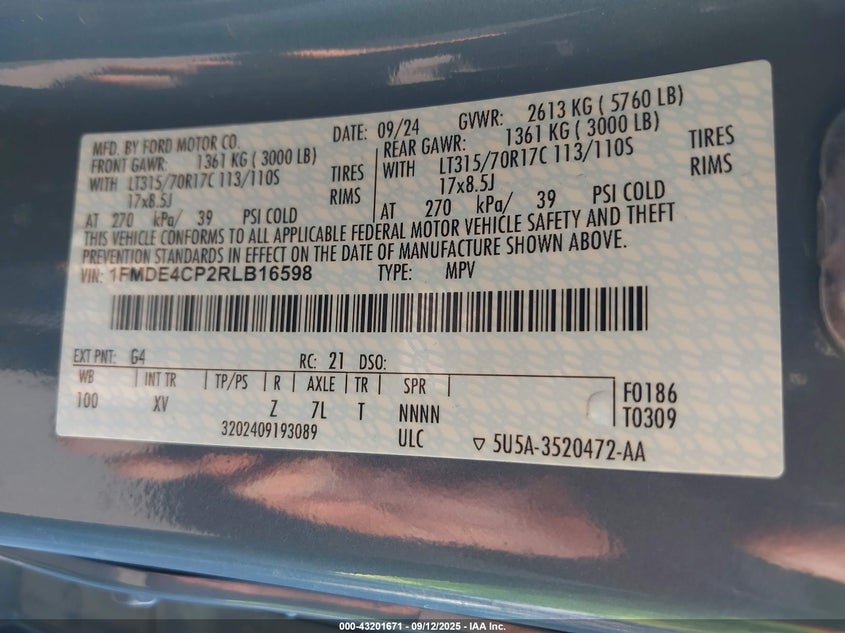 MFD. BY FORD MOTOR CO. DATE: 09/24 GVWR: 2613 KG ( 5760 LB)
FRONT GAWR: 1361 KG ( 3000 LB) REAR GAWR: 1361 KG ( 3000 LB)
WITH LT315/70R17C 113/110S TIRES WITH LT315/70R17C 113/110S TIRES
17x8.5J RIMS 17x8.5J RIMS
AT 270 kPa/ 39 PSI COLD AT 270 kPa/ 39 PSI COLD
THIS VEHICLE CONFORMS TO ALL APPLICABLE FEDERAL MOTOR VEHICLE SAFETY AND THEFT
PREVENTION STANDARDS IN EFFECT ON THE DATE OF MANUFACTURE SHOWN ABOVE.
VIN: 1FMDE4CP2RLB16598 TYPE: MPV
EXT PNT: G4 RC: 21 DSO:
WB INT TR TP/PS R AXLE TR SPR F0186
100 XV Z 7L T NNNN T0309
3202409193089 ULC ▽ 5U5A-3520472-AA
000-43201671 - 09/12/2025 - IAA Inc.